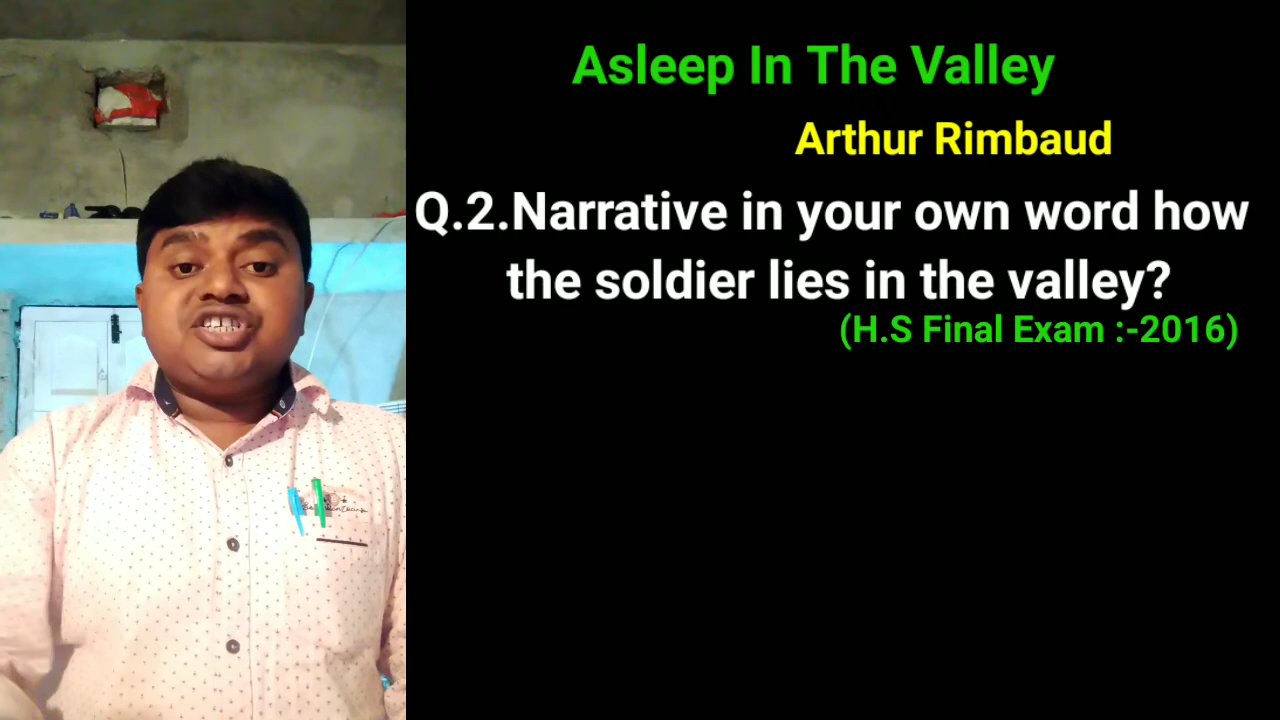 Asleep In The Valley
Arthur Rimbaud
Q.2.Narrative in your own word how
the soldier lies in the valley?
(H.S Final Exam :-2016)